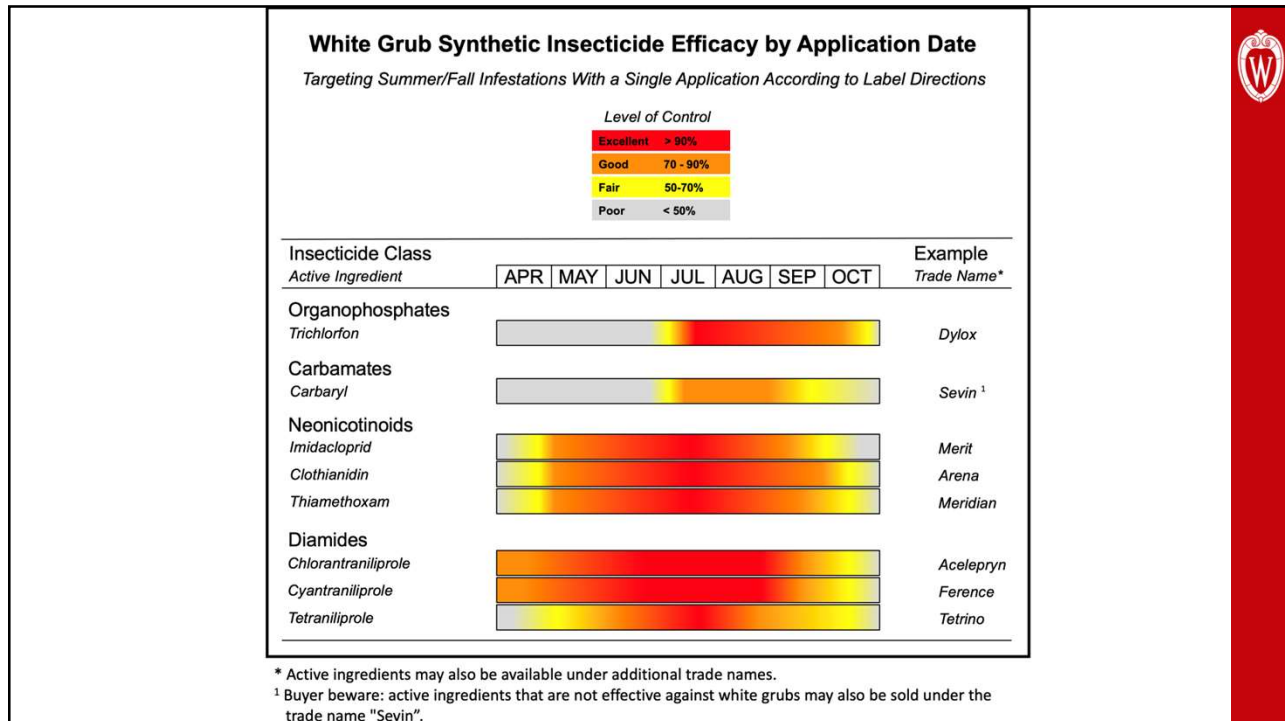 White Grub Synthetic Insecticide Efficacy by Application Date
Targeting Summer/Fall Infestations With a Single Application According to Label Directions
Level of Control
Excellent > 90%
Good 70 - 90%
Fair 50-70%
Poor < 50%
Insecticide Class Example
Active Ingredient APR MAY JUN JUL AUG SEP OCT Trade Name*
Organophosphates
Trichlorfon Dylox
Carbamates
Carbaryl Sevin 1
Neonicotinoids
Imidacloprid Merit
Clothianidin Arena
Thiamethoxam Meridian
Diamides
Chlorantraniliprole Acelepryn
Cyantraniliprole Ference
Tetraniliprole Tetrino
* Active ingredients may also be available under additional trade names.
1 Buyer beware: active ingredients that are not effective against white grubs may also be sold under the
trade name "Sevin”.
W